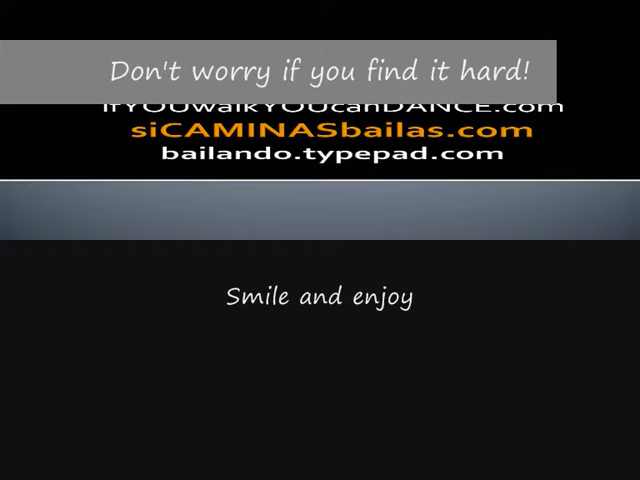 Don't worry if you find it hard!
ifYOUwalkYOUcanDANCE.com
siCAMINASbailas.com
bailando.typepad.com
Smile and enjoy